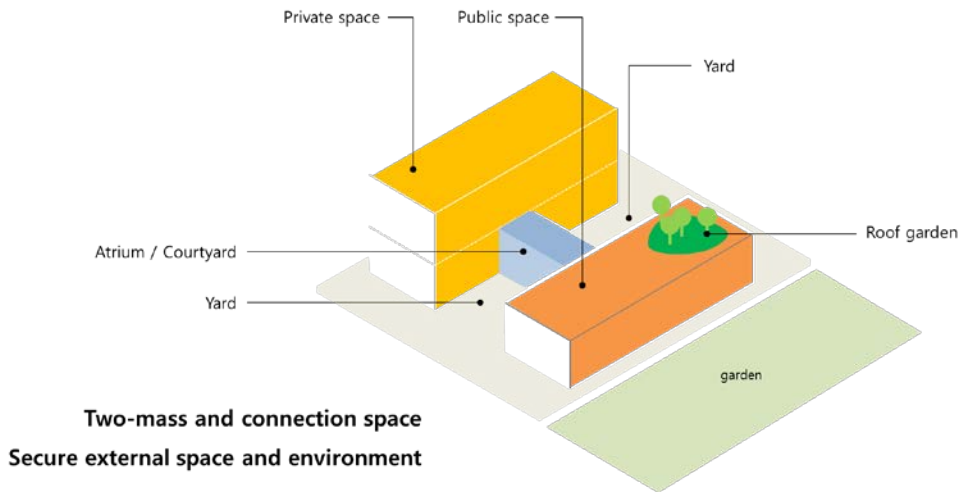 Private space
Public space
Yard
Roof garden
Atrium / Courtyard
Yard
garden
Two-mass and connection space
Secure external space and environment